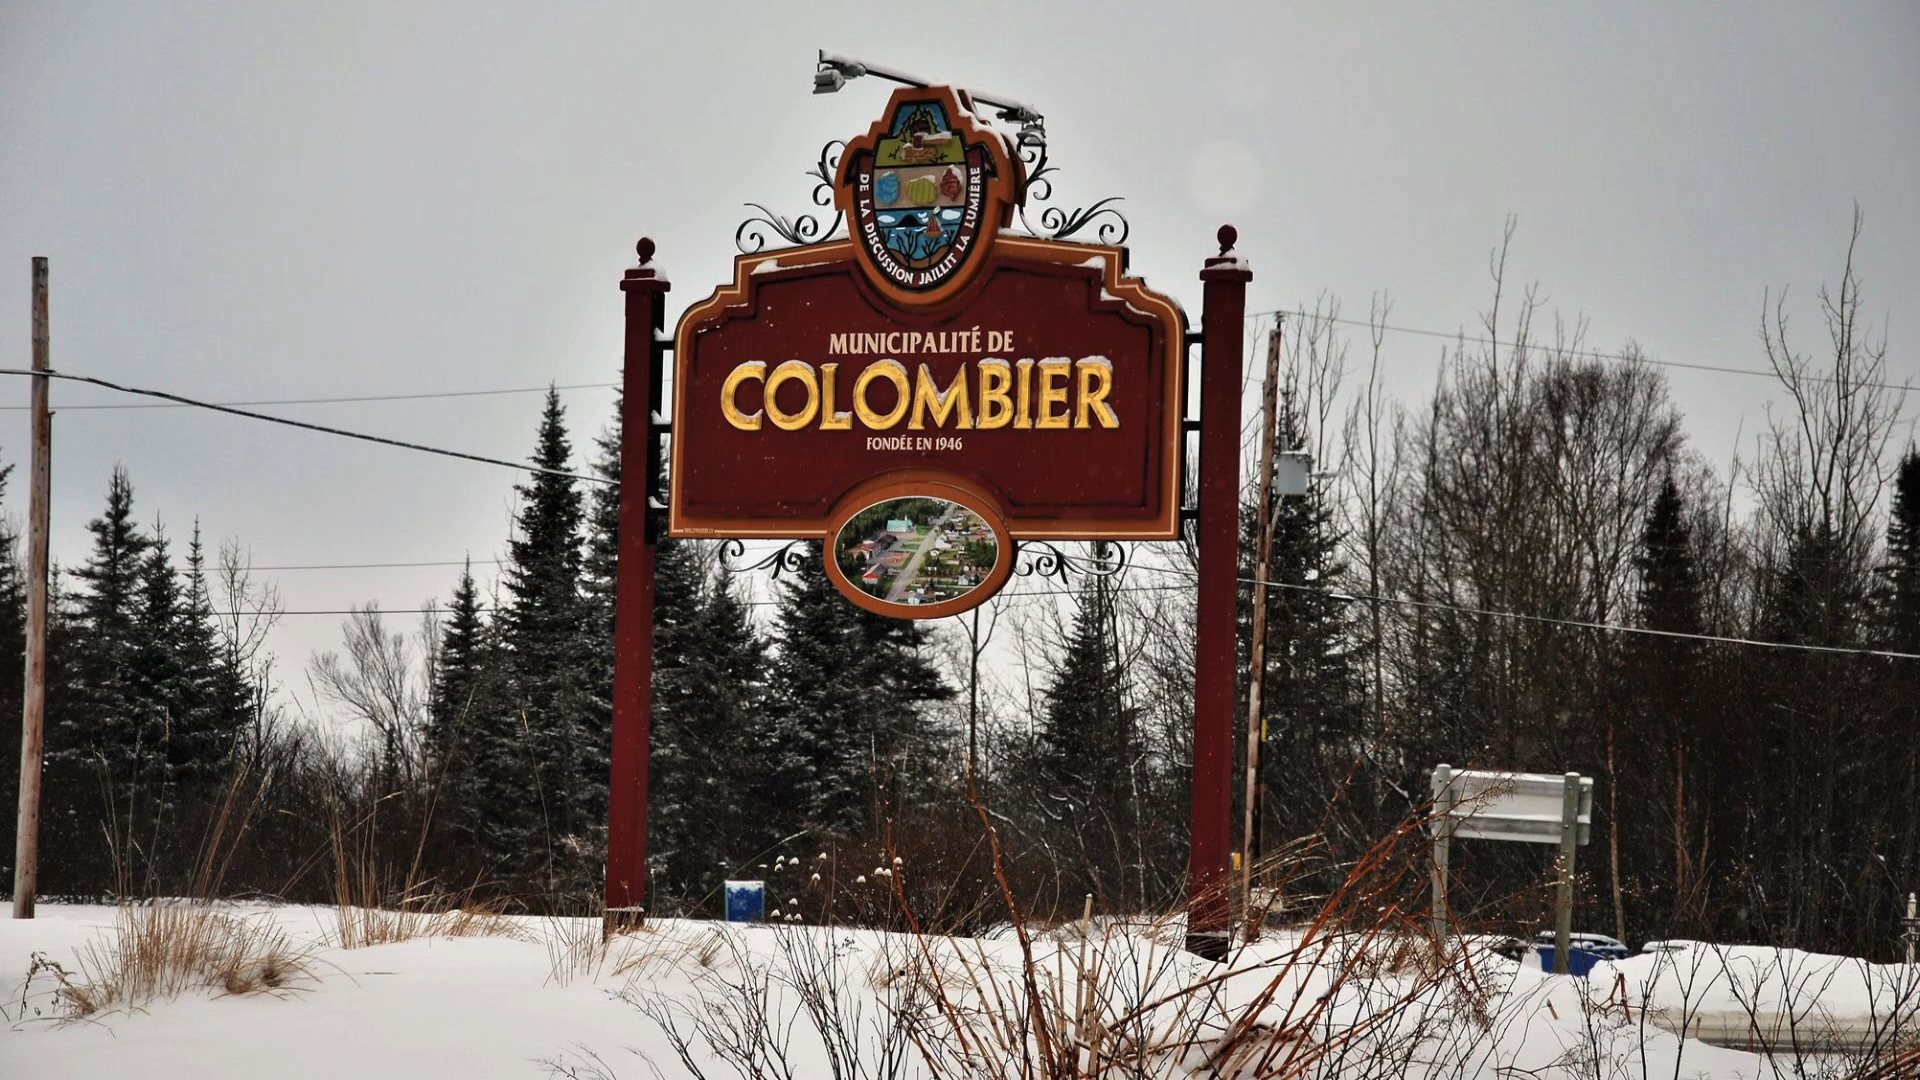 DE LA DISCUSSION JAILLIT LA LUMIÈRE
MUNICIPALITÉ DE
COLOMBIER
FONDÉE EN 1946